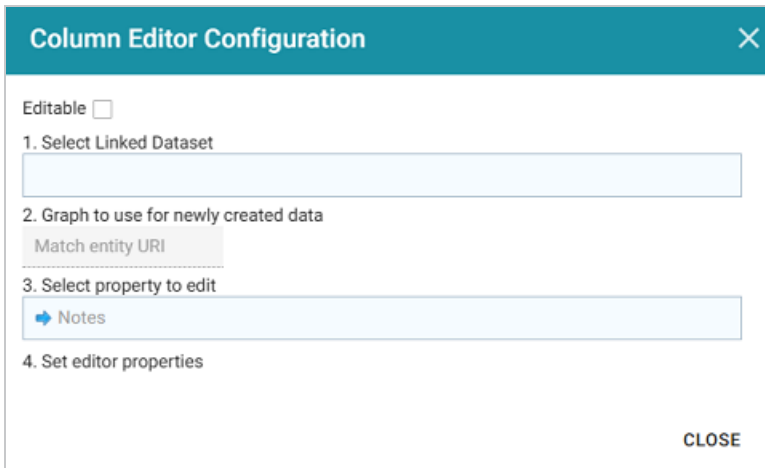 Column Editor Configuration
Editable
1. Select Linked Dataset
2. Graph to use for newly created data
Match entity URI
3. Select property to edit
Notes
4. Set editor properties
CLOSE